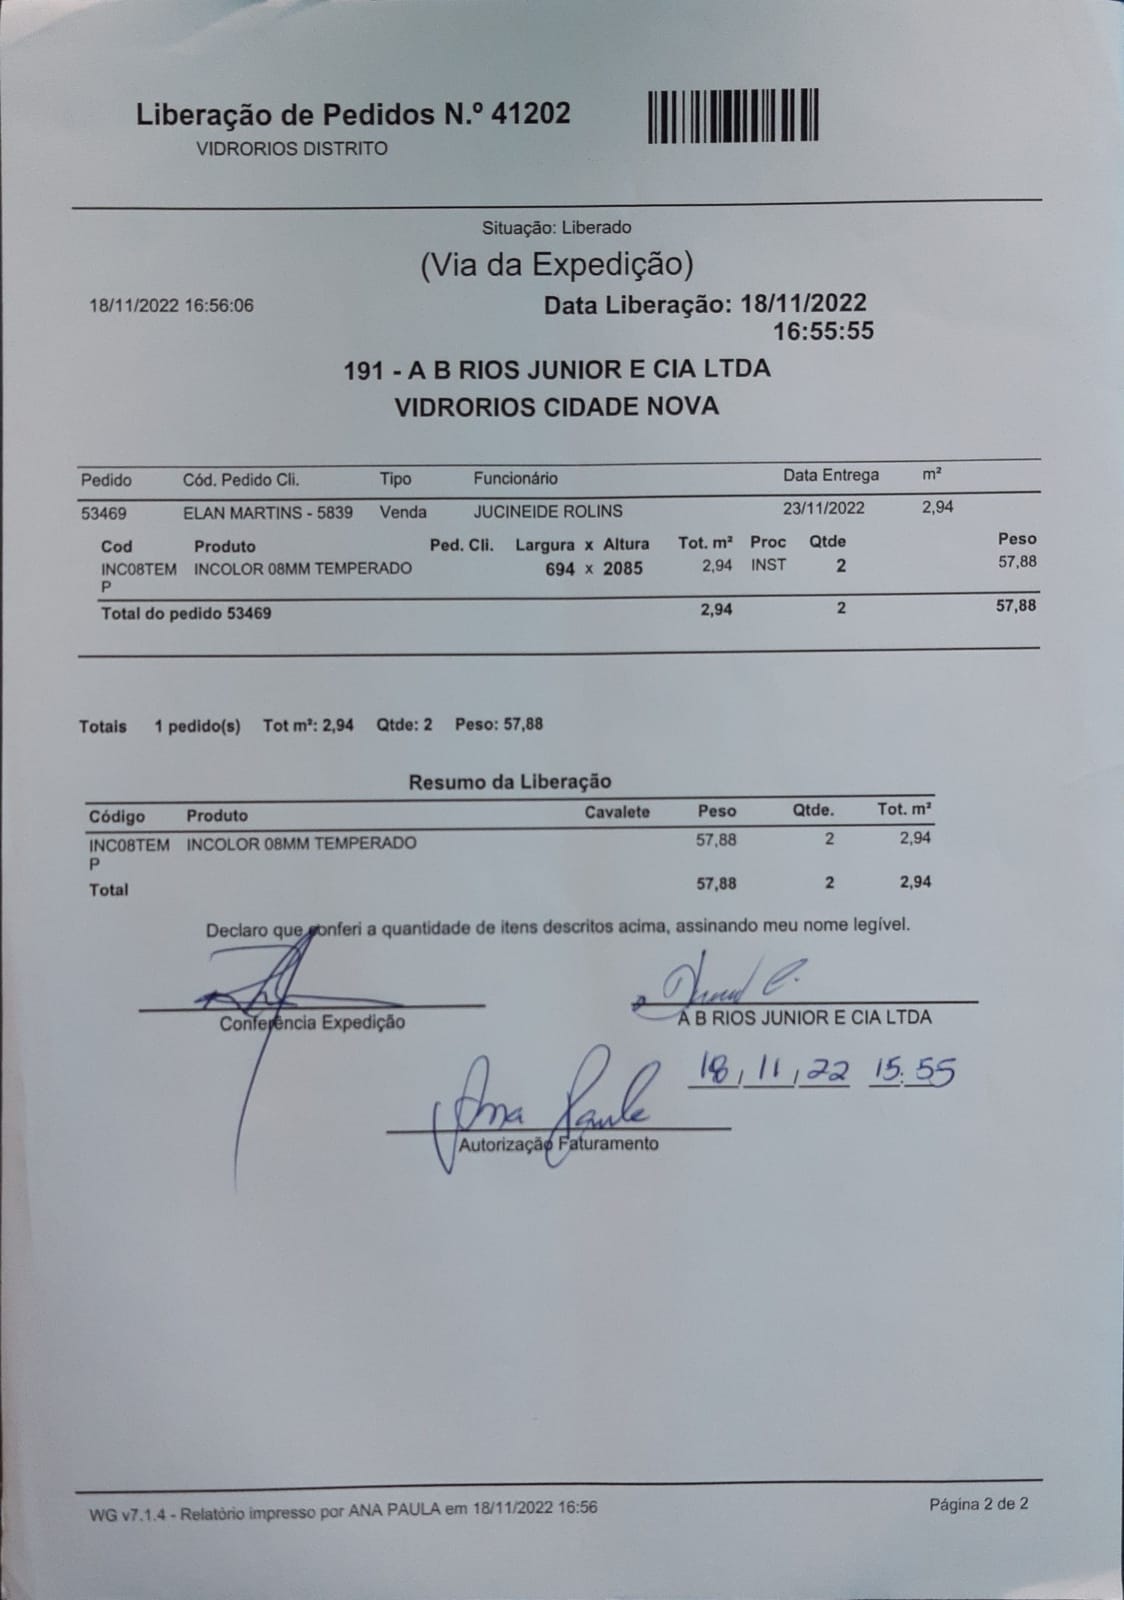 Liberação de Pedidos N.º 41202
VIDRORIOS DISTRITO
Situação: Liberado
(Via da Expedição)
18/11/2022 16:56:06 Data Liberação: 18/11/2022
16:55:55
191 - A B RIOS JUNIOR E CIA LTDA
VIDRORIOS CIDADE NOVA
Pedido Cód. Pedido Cli. Tipo Funcionário Data Entrega m²
53469 ELAN MARTINS - 5839 Venda JUCINEIDE ROLINS 23/11/2022 2,94
Cod Produto Ped. Cli. Largura x Altura Tot. m² Proc Qtde Peso
INC08TEM INCOLOR 08MM TEMPERADO 694 x 2085 2,94 INST 2 57,88
P
Total do pedido 53469 2,94 2 57,88
Totais 1 pedido(s) Tot m²: 2,94 Qtde: 2 Peso: 57,88
Resumo da Liberação
Código Produto Cavalete Peso Qtde. Tot. m²
INC08TEM INCOLOR 08MM TEMPERADO 57,88 2 2,94
P
Total 57,88 2 2,94
Declaro que conferi a quantidade de itens descritos acima, assinando meu nome legível.
Conferência Expedição A B RIOS JUNIOR E CIA LTDA
18, 11, 22 15:55
Ana Paula
Autorização Faturamento
WG v7.1.4 - Relatório impresso por ANA PAULA em 18/11/2022 16:56 Página 2 de 2